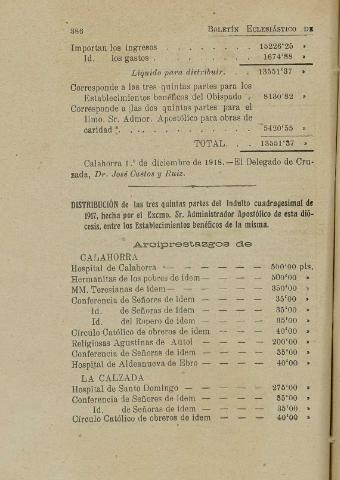 386 BOLETÍN ECLESIÁSTICO DE
Importan los ingresos . . . . . . . 15226'25 »
Id. los gastos . . . . . . . . 1674'88 »
Líquido para distribuir. . . 13551'37 »
Corresponde a las tres quintas partes para los
Establecimientos benéficos del Obispado . 8130'82 »
Corresponde a las dos quintas partes para el
Ilmo. Sr. Admor. Apostólico para obras de
caridad . . . . . . . . . . 5420'55 »
TOTAL. . . 13551'37 »
Calahorra 1.º de diciembre de 1918.—El Delegado de Cru-
zada, Dr. José Castos y Ruiz.
DISTRIBUCIÓN de las tres quintas partes del Indulto cuadragesimal de
1917, hecha por el Excmo. Sr. Administrador Apostólico de esta dió-
cesis, entre los Establecimientos benéficos de la misma.
Arciprestazgos de
CALAHORRA
Hospital de Calahorra — — — — — — 500'00 pts.
Hermanitas de los pobres de idem — — — 500'00 »
MM. Teresianas de idem — — — — — 350'00 »
Conferencia de Señores de idem — — — — 35'00 »
Id. de Señoras de idem — — — — 35'00 »
Id. del Ropero de idem — — — — 85'00 »
Círculo Católico de obreros de idem — — — 40'00 »
Religiosas Agustinas de Autol — — — — 200'00 »
Conferencia de Señoras de idem — — — — 35'00 »
Hospital de Aldeanueva de Ebro — — — — 40'00 »
LA CALZADA
Hospital de Santo Domingo — — — — — 275'00 »
Conferencia de Señores de idem — — — — 35'00 »
Id. de Señoras de idem — — — — 35'00 »
Círculo Católico de obreros de idem — — — 40'00 »